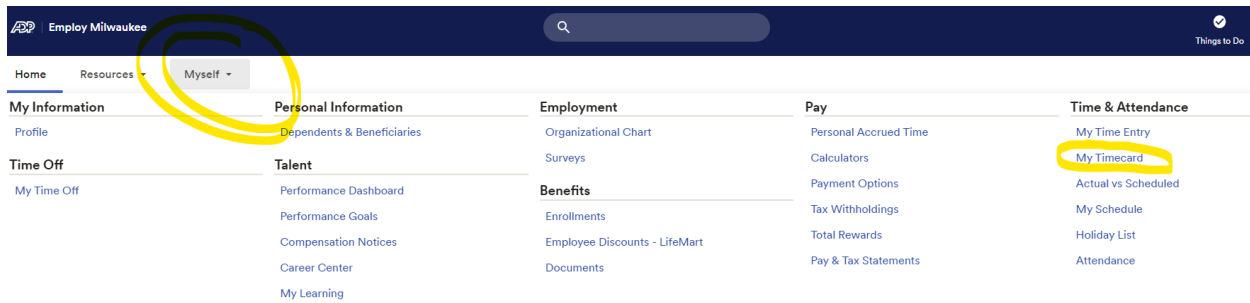 ADP Employ Milwaukee
Things to Do
Home Resources Myself
My Information
Profile
Time Off
My Time Off
Personal Information
Dependents & Beneficiaries
Talent
Performance Dashboard
Performance Goals
Compensation Notices
Career Center
My Learning
Employment
Organizational Chart
Surveys
Benefits
Enrollments
Employee Discounts - LifeMart
Documents
Pay
Personal Accrued Time
Calculators
Payment Options
Tax Withholdings
Total Rewards
Pay & Tax Statements
Time & Attendance
My Time Entry
My Timecard
Actual vs Scheduled
My Schedule
Holiday List
Attendance